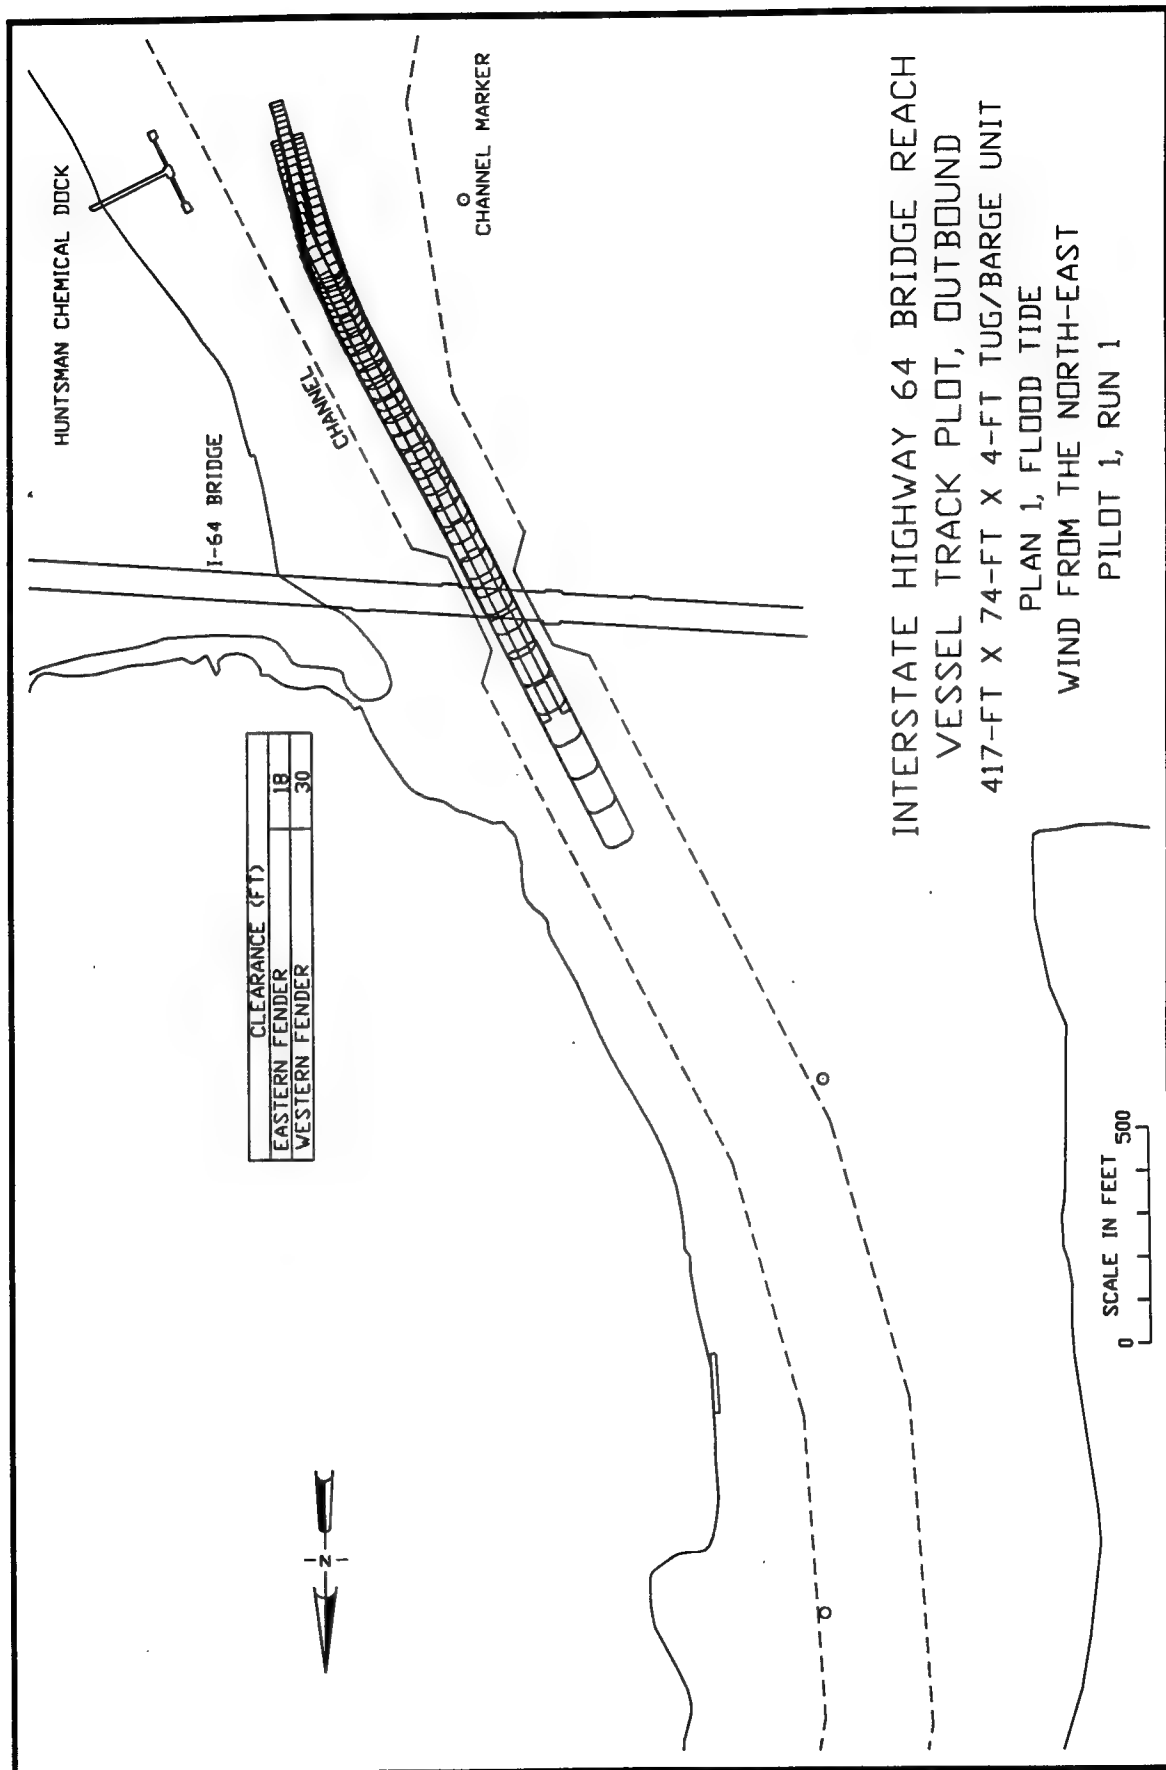 HUNTSMAN CHEMICAL DOCK
I-64 BRIDGE
CHANNEL
CHANNEL MARKER
CLEARANCE (FT)
EASTERN FENDER 18
WESTERN FENDER 30
N
SCALE IN FEET
0 500
INTERSTATE HIGHWAY 64 BRIDGE REACH
VESSEL TRACK PLOT, OUTBOUND
417-FT X 74-FT X 4-FT TUG/BARGE UNIT
PLAN 1, FLOOD TIDE
WIND FROM THE NORTH-EAST
PILOT 1, RUN 1